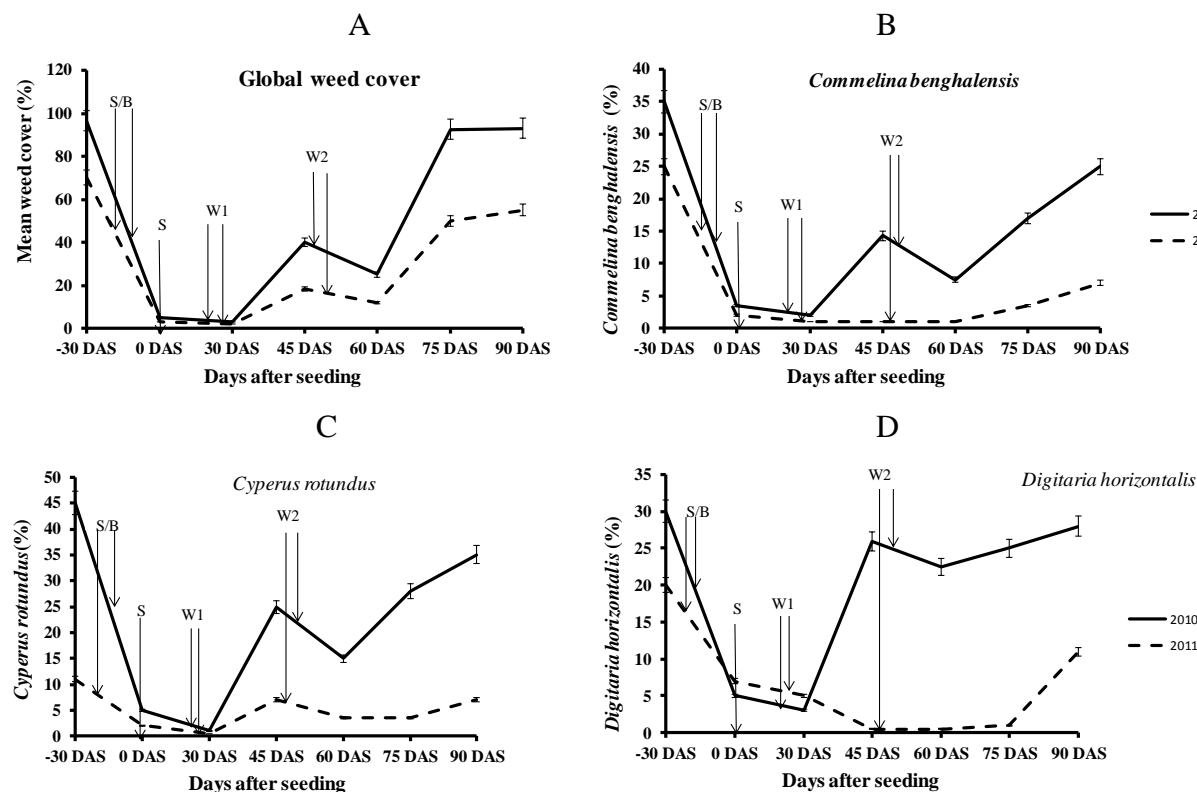 A
Global weed cover
Mean weed cover (%)
120
100
80
60
40
20
0
S/B
S
W1
W2
-30 DAS 0 DAS 30 DAS 45 DAS 60 DAS 75 DAS 90 DAS
Days after seeding
B
Commelina benghalensis
Commelina benghalensis (%)
40
35
30
25
20
15
10
5
0
S/B
S
W1
W2
-30 DAS 0 DAS 30 DAS 45 DAS 60 DAS 75 DAS 90 DAS
Days after seeding
2
2
C
Cyperus rotundus
Cyperus rotundus (%)
50
45
40
35
30
25
20
15
10
5
0
S/B
S
W1
W2
-30 DAS 0 DAS 30 DAS 45 DAS 60 DAS 75 DAS 90 DAS
Days after seeding
D
Digitaria horizontalis
Digitaria horizontalis (%)
35
30
25
20
15
10
5
0
S/B
S
W1
W2
-30 DAS 0 DAS 30 DAS 45 DAS 60 DAS 75 DAS 90 DAS
Days after seeding
2010
2011